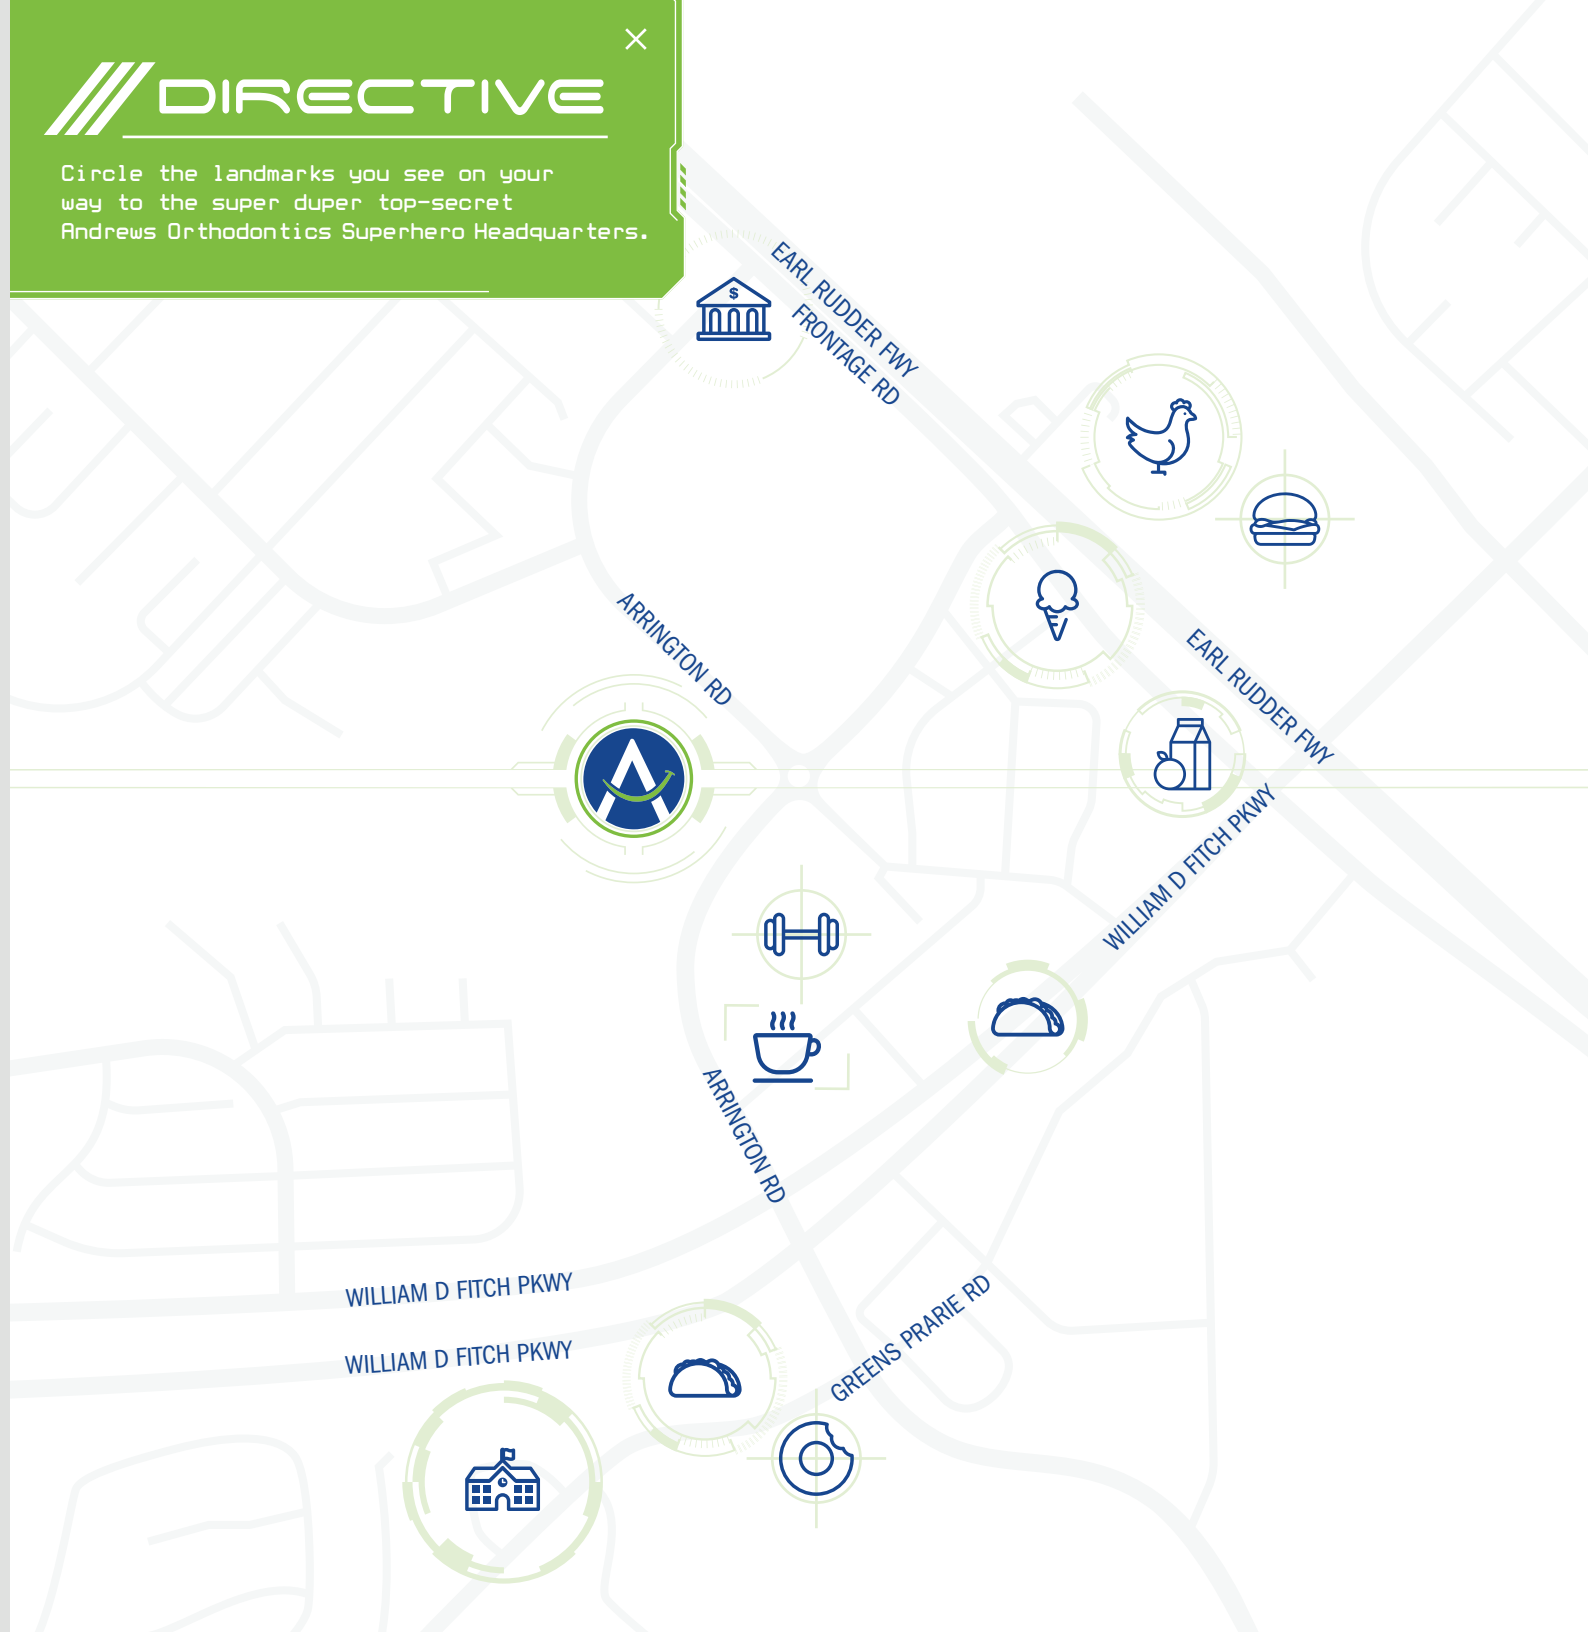 DIRECTIVE
Circle the landmarks you see on your
way to the super duper top-secret
Andrews Orthodontics Superhero Headquarters.
$
EARL RUDDER FWY
FRONTAGE RD
ARRINGTON RD
EARL RUDDER FWY
WILLIAM D FITCH PKWY
ARRINGTON RD
WILLIAM D FITCH PKWY
WILLIAM D FITCH PKWY
GREENS PRARIE RD